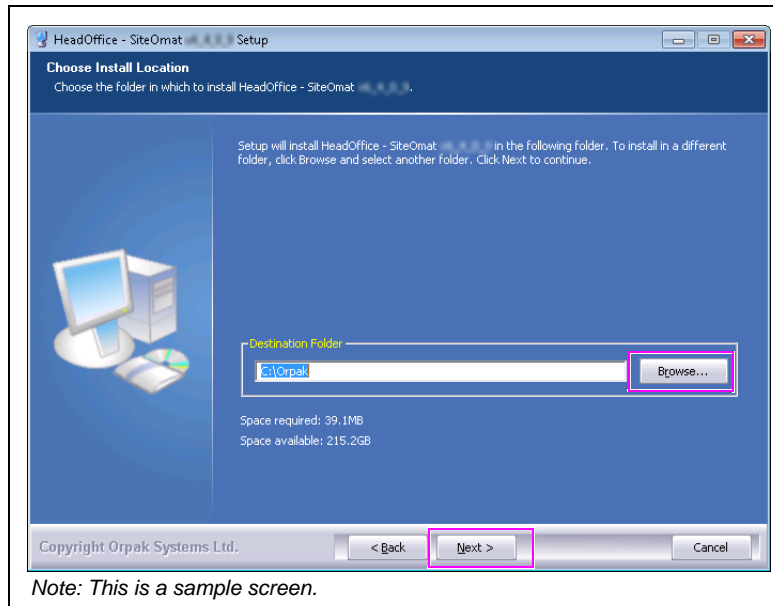 HeadOffice - SiteOmat Setup
Choose Install Location
Choose the folder in which to install HeadOffice - SiteOmat .
Setup will install HeadOffice - SiteOmat in the following folder. To install in a different
folder, click Browse and select another folder. Click Next to continue.
Destination Folder
C:\Orpak
Browse...
Space required: 39.1MB
Space available: 215.2GB
Copyright Orpak Systems Ltd.
< Back
Next >
Cancel
Note: This is a sample screen.